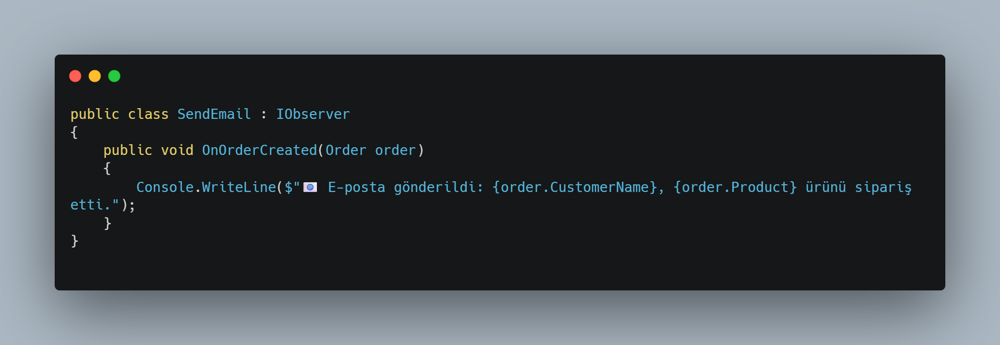 public class SendEmail : IObserver
{
    public void OnOrderCreated(Order order)
    {
        Console.WriteLine($"📧 E-posta gönderildi: {order.CustomerName}, {order.Product} ürünü sipariş
etti.");
    }
}